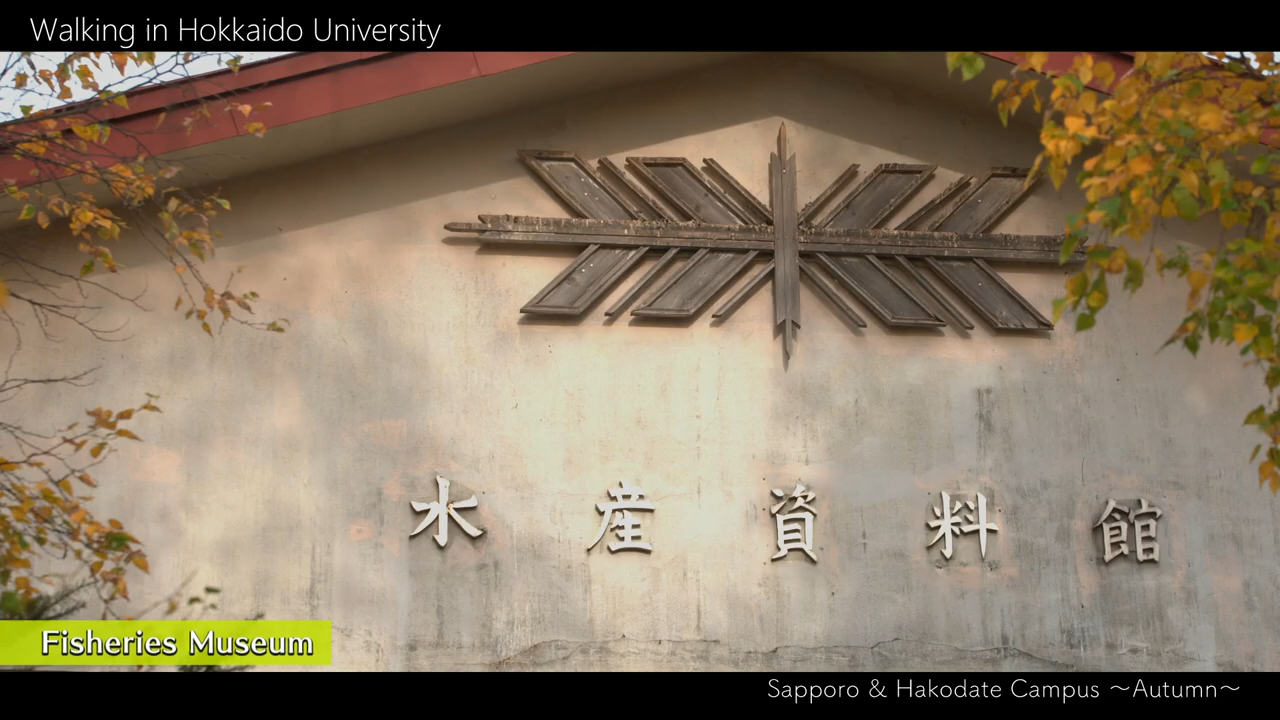 Walking in Hokkaido University
水産資料館
Fisheries Museum
Sapporo & Hakodate Campus ～Autumn～